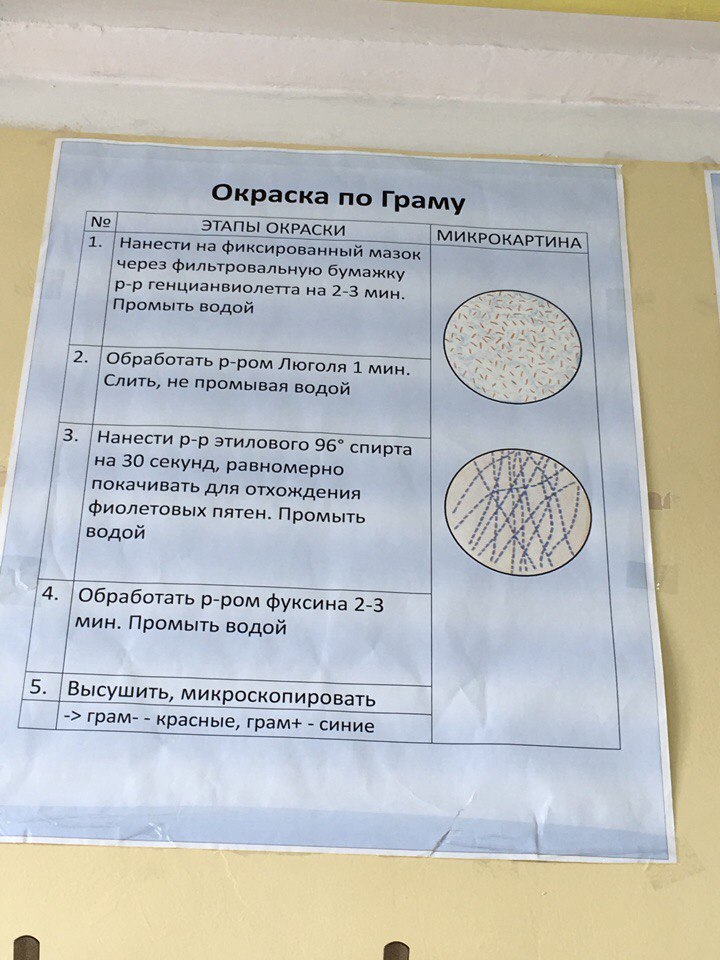 Окраска по Граму
№ ЭТАПЫ ОКРАСКИ МИКРОКАРТИНА
1. Нанести на фиксированный мазок
через фильтровальную бумажку
р-р генцианвиолетта на 2-3 мин.
Промыть водой
2. Обработать р-ром Люголя 1 мин.
Слить, не промывая водой
3. Нанести р-р этилового 96° спирта
на 30 секунд, равномерно
покачивать для отхождения
фиолетовых пятен. Промыть
водой
4. Обработать р-ром фуксина 2-3
мин. Промыть водой
5. Высушить, микроскопировать
-> грам- - красные, грам+ - синие